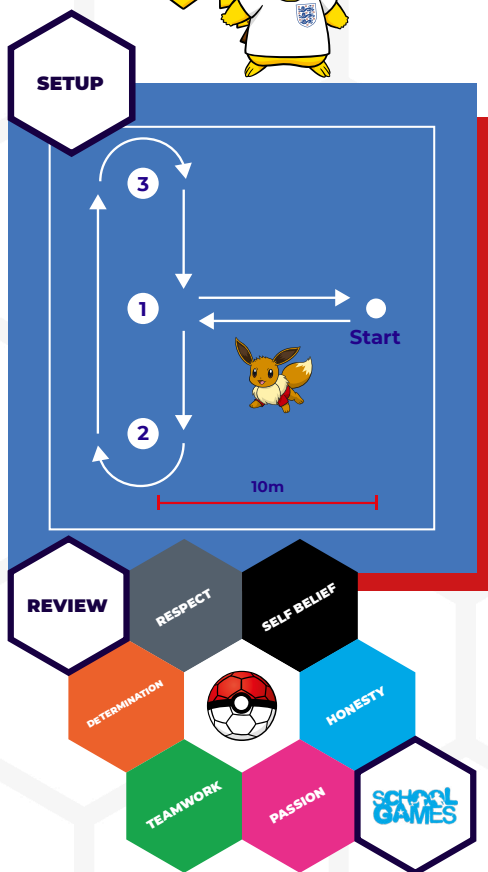 SETUP
3
1
Start
2
10m
REVIEW
RESPECT
SELF BELIEF
DETERMINATION
HONESTY
TEAMWORK
PASSION
SCHOOL
GAMES